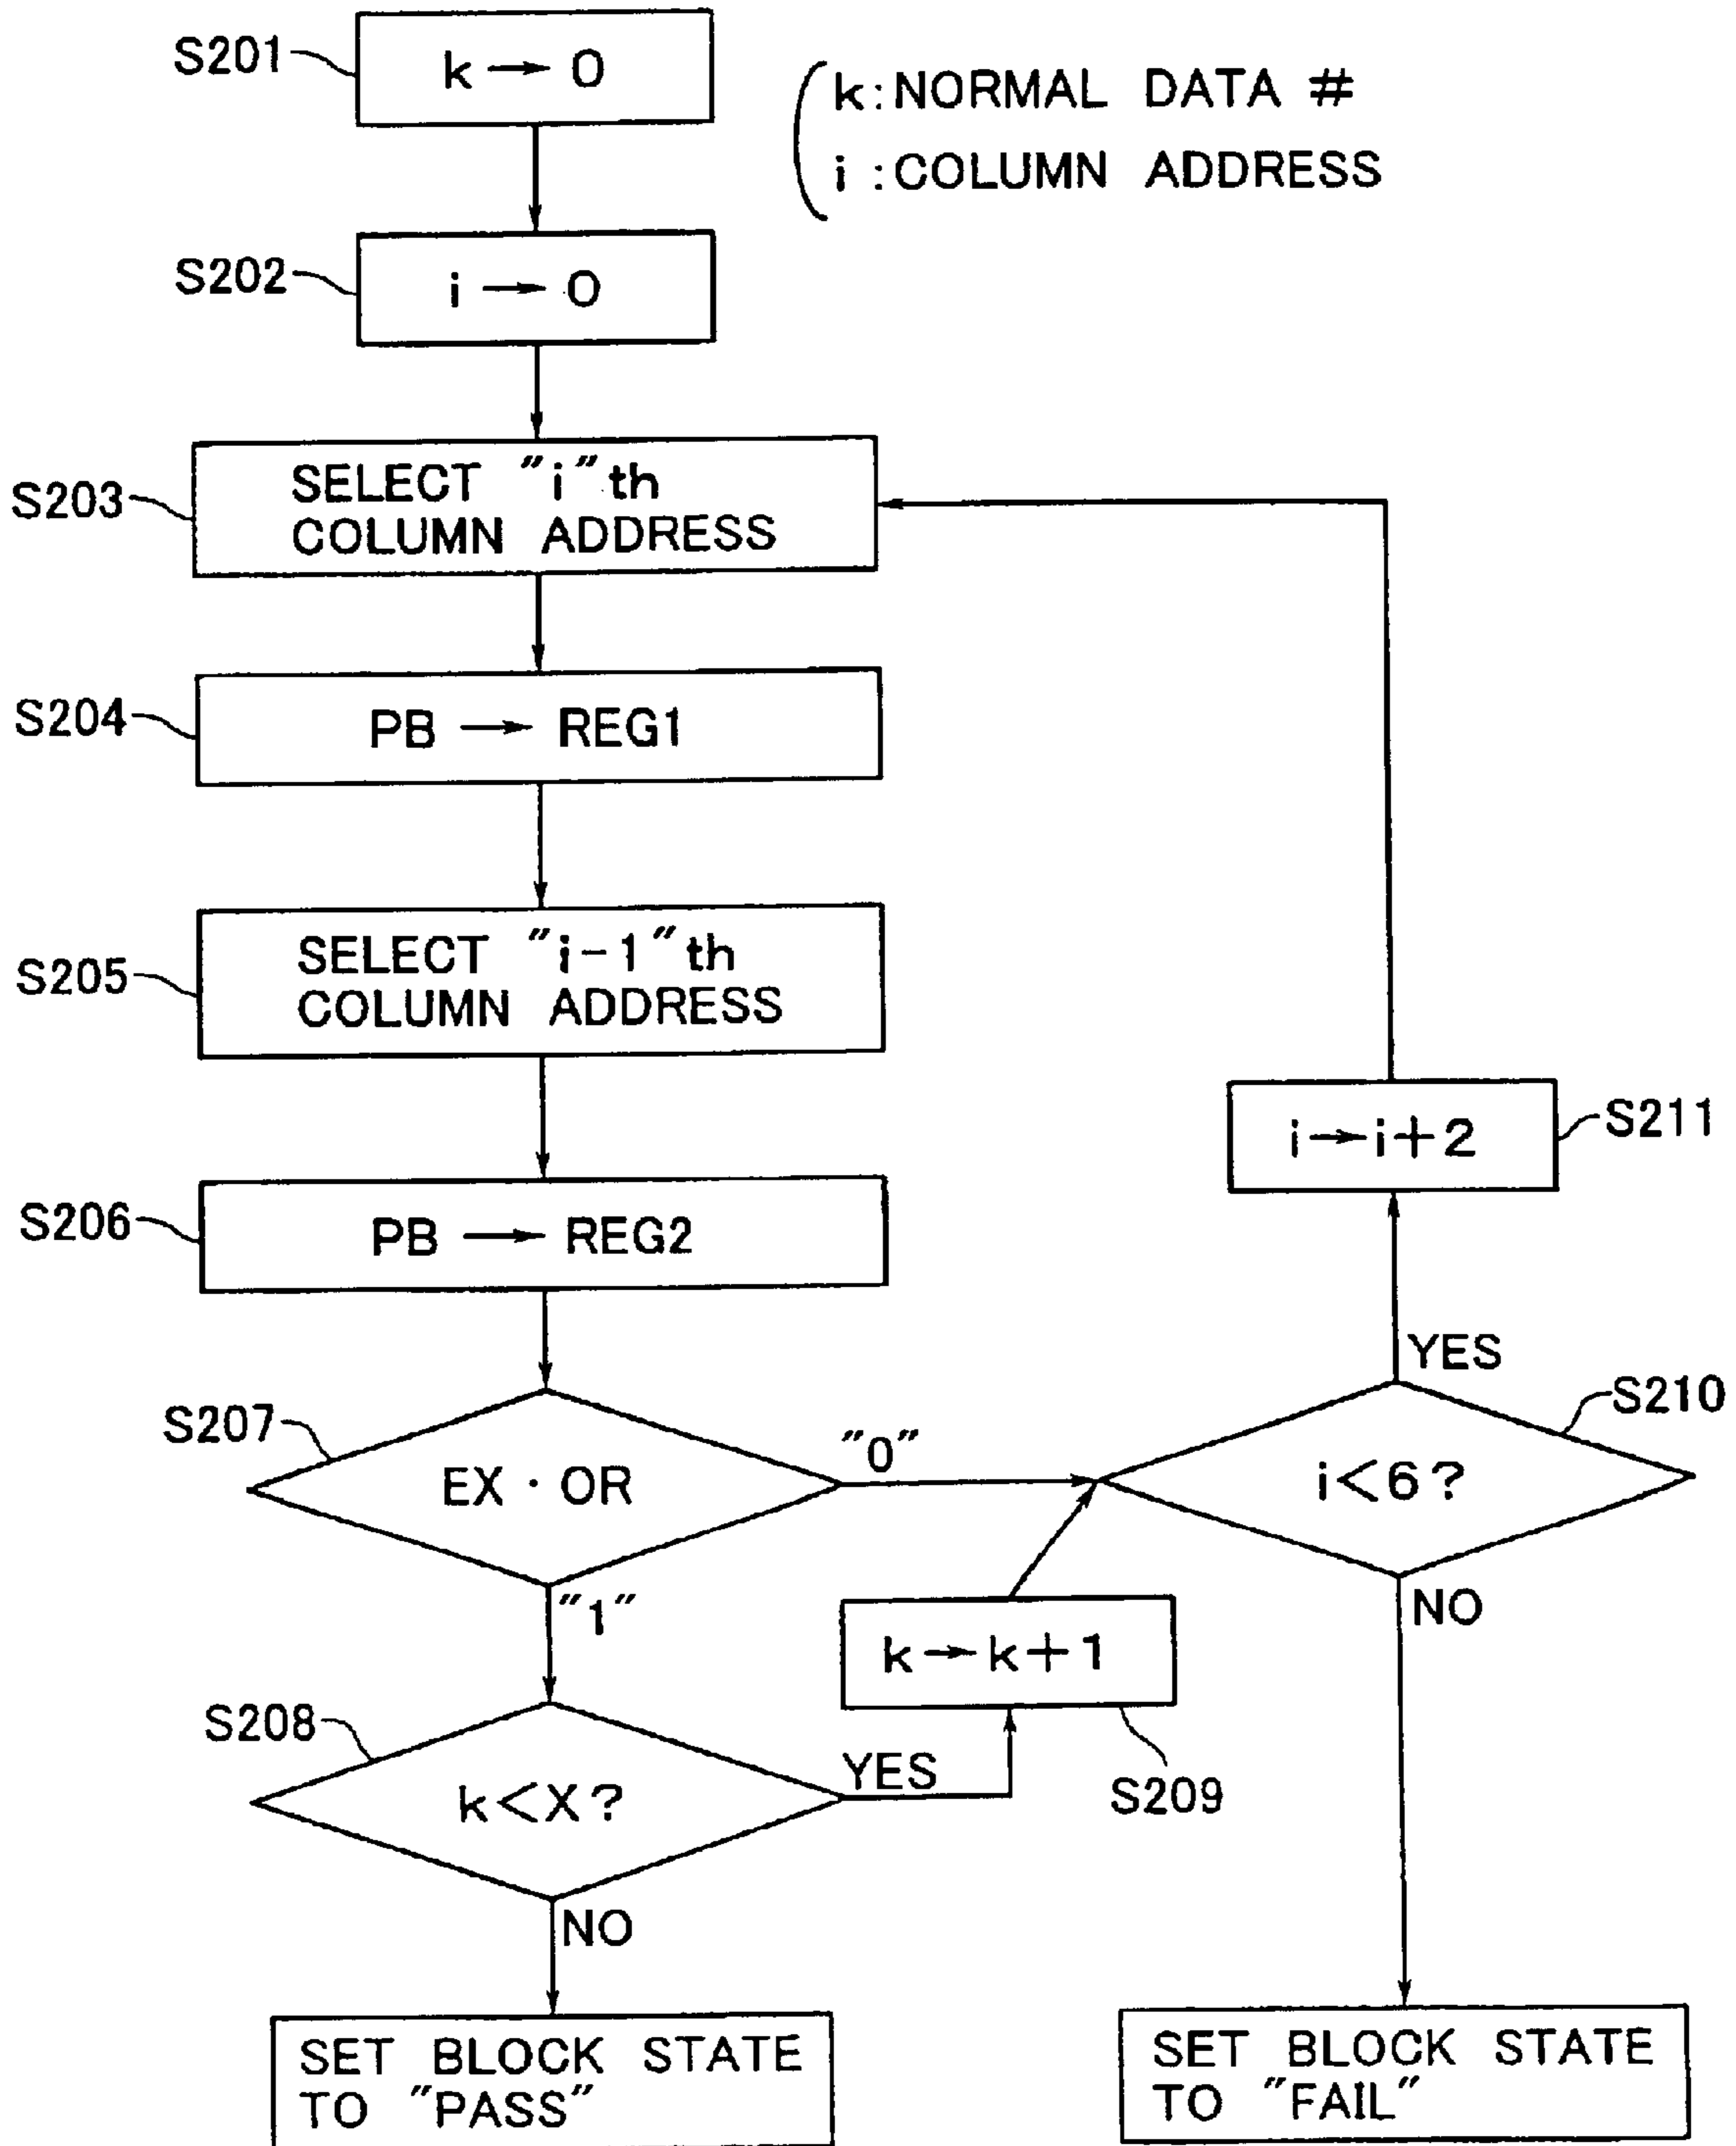 S201
k → 0
k : NORMAL DATA #
i : COLUMN ADDRESS
S202
i → 0
S203
SELECT "i"th
COLUMN ADDRESS
S204
PB → REG1
S205
SELECT "i-1"th
COLUMN ADDRESS
S211
i → i+2
S206
PB → REG2
YES
S210
S207
EX · OR
"0"
i<6?
"1"
NO
k → k+1
S208
k<X?
YES
S209
NO
SET BLOCK STATE
TO "PASS"
SET BLOCK STATE
TO "FAIL"